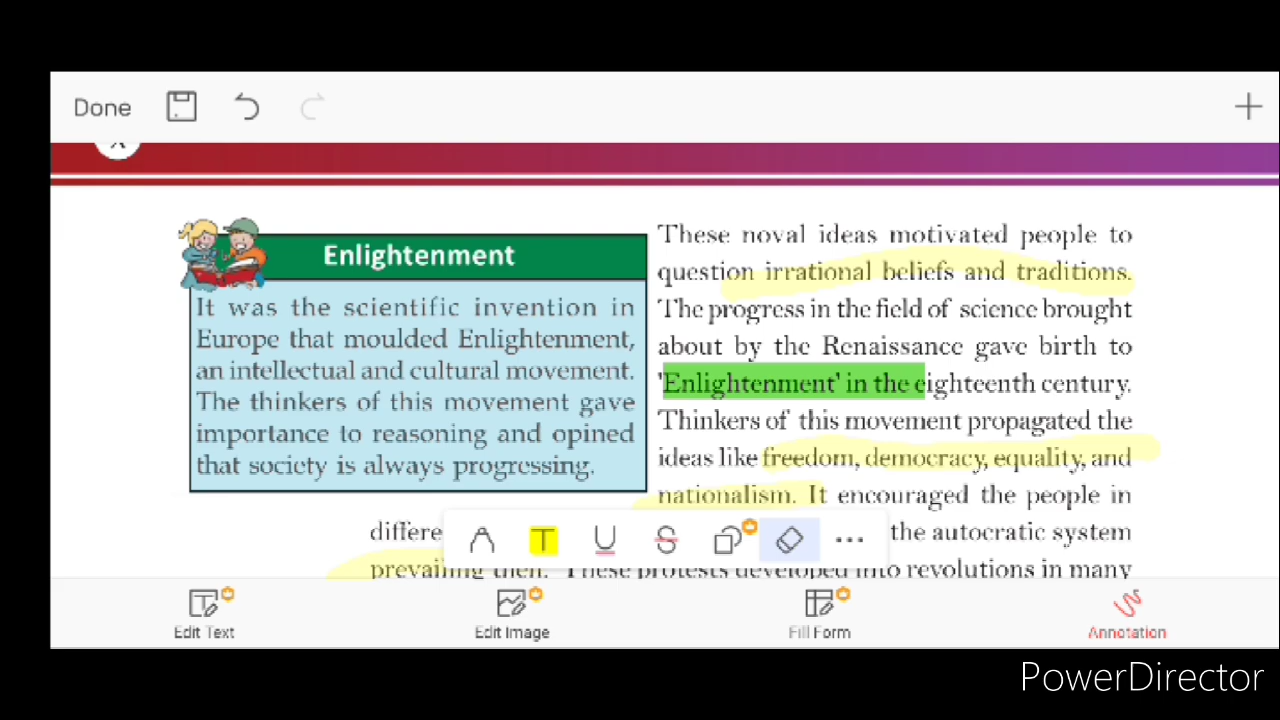 Done
Enlightenment
It was the scientific invention in
Europe that moulded Enlightenment,
an intellectual and cultural movement.
The thinkers of this movement gave
importance to reasoning and opined
that society is always progressing.
These noval ideas motivated people to
question irrational beliefs and traditions.
The progress in the field of science brought
about by the Renaissance gave birth to
'Enlightenment' in the eighteenth century.
Thinkers of this movement propagated the
ideas like freedom, democracy, equality, and
nationalism. It encouraged the people in
differe the autocratic system
prevailing then. These protests developed into revolutions in many
Edit Text
Edit Image
Fill Form
Annotation
PowerDirector